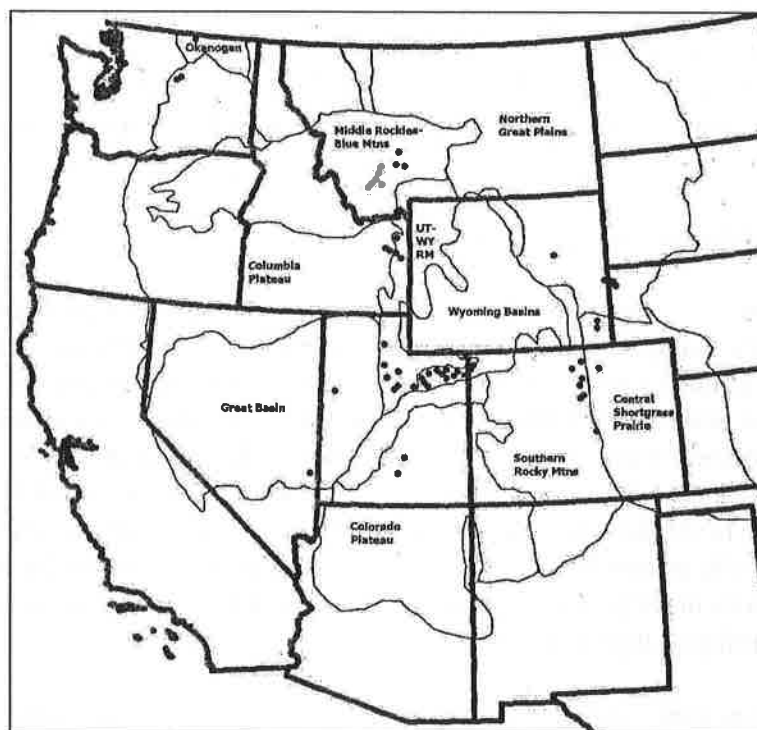 Okanogan
Middle Rockies-
Blue Mtns
Northern
Great Plains
UT-
WY
RM
Columbia
Plateau
Wyoming Basins
Great Basin
Central
Shortgrass
Prairie
Southern
Rocky Mtns
Colorado
Plateau